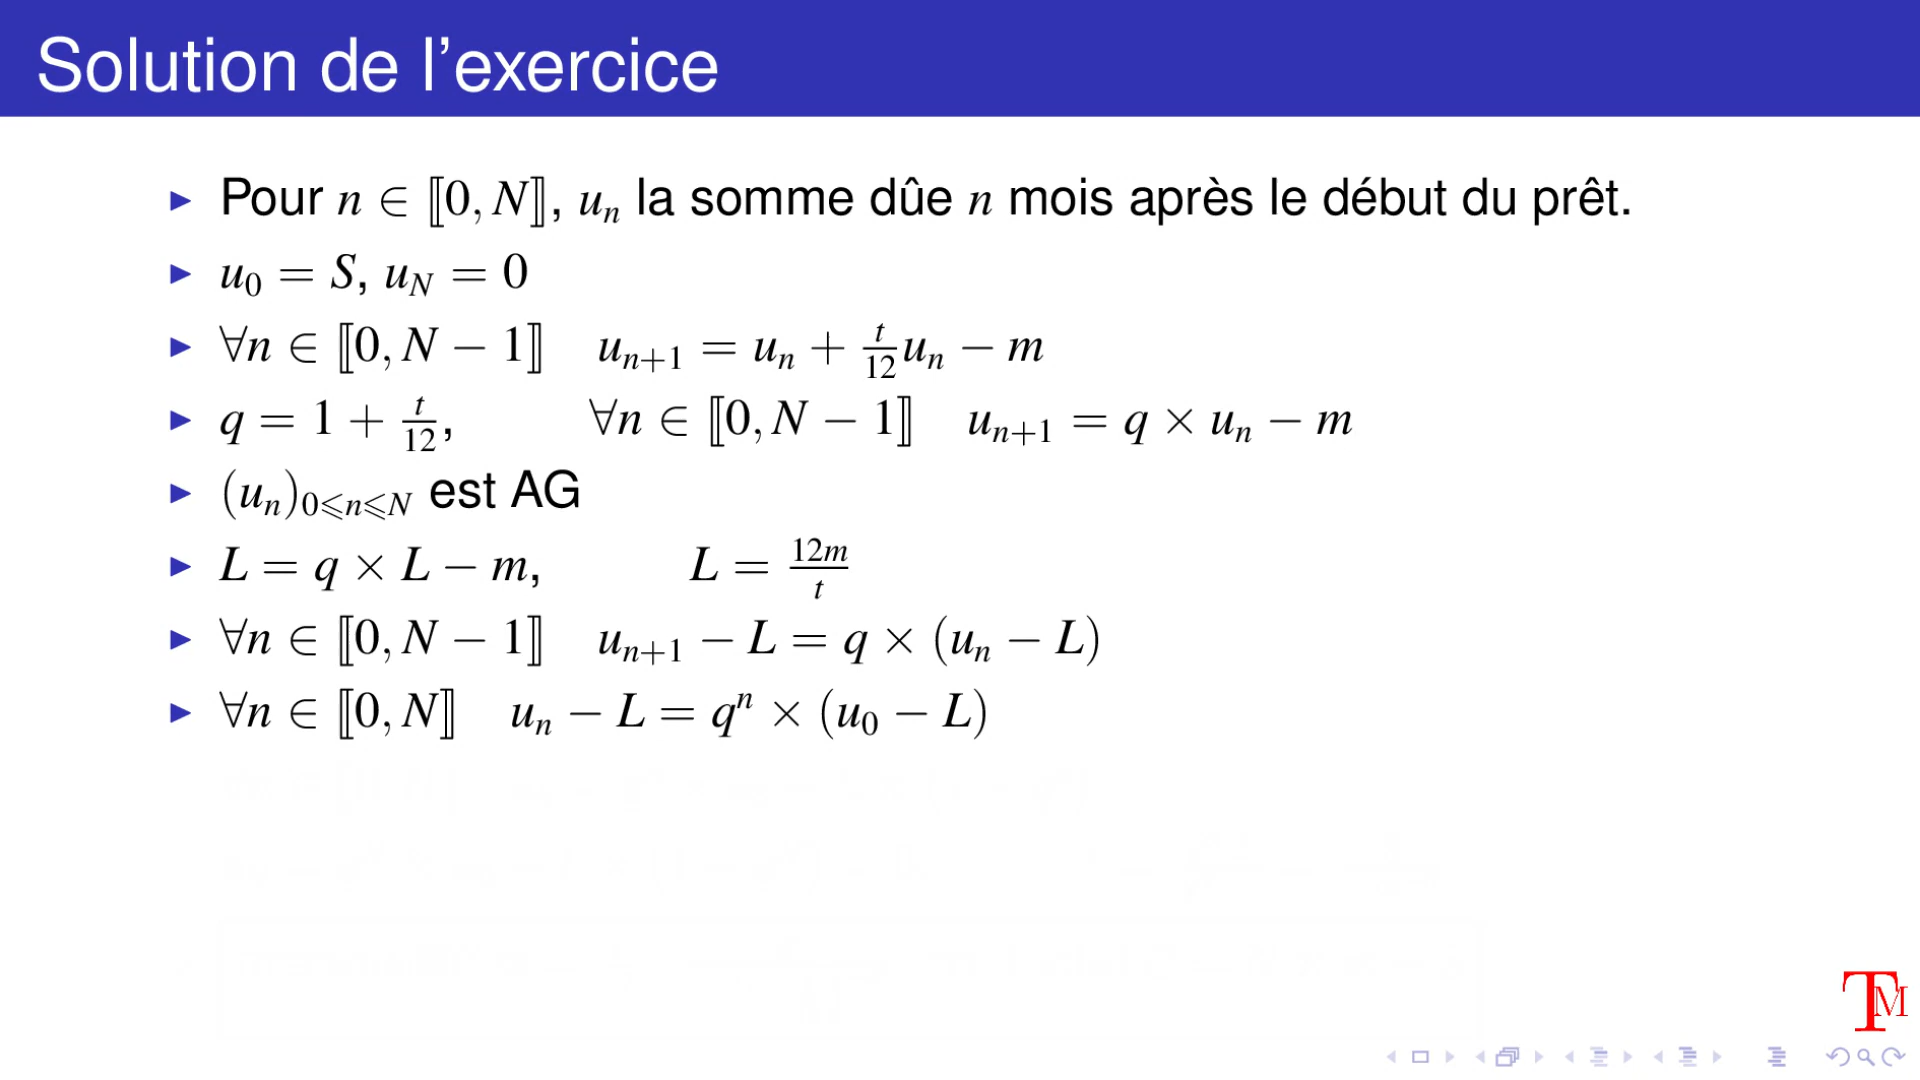 Solution de l'exercice
Pour n ∈ ⟦0, N⟧, uₙ la somme dûe n mois après le début du prêt.
u₀ = S, u_N = 0
∀n ∈ ⟦0, N − 1⟧ uₙ₊₁ = uₙ + t/12 uₙ − m
q = 1 + t/12, ∀n ∈ ⟦0, N − 1⟧ uₙ₊₁ = q × uₙ − m
(uₙ)₀⩽ₙ⩽N est AG
L = q × L − m, L = 12m/t
∀n ∈ ⟦0, N − 1⟧ uₙ₊₁ − L = q × (uₙ − L)
∀n ∈ ⟦0, N⟧ uₙ − L = qⁿ × (u₀ − L)
TM